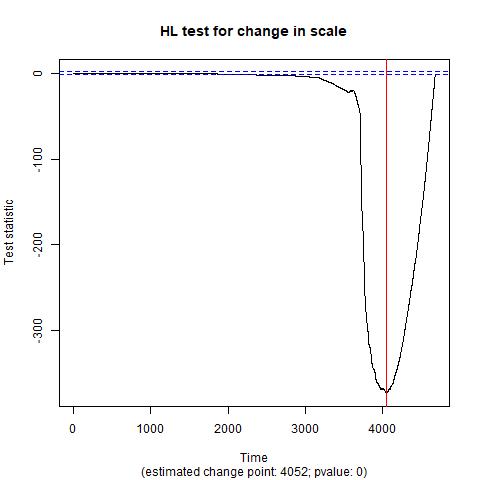 HL test for change in scale
Test statistic
0
-100
-200
-300
0 1000 2000 3000 4000
Time
(estimated change point: 4052; pvalue: 0)